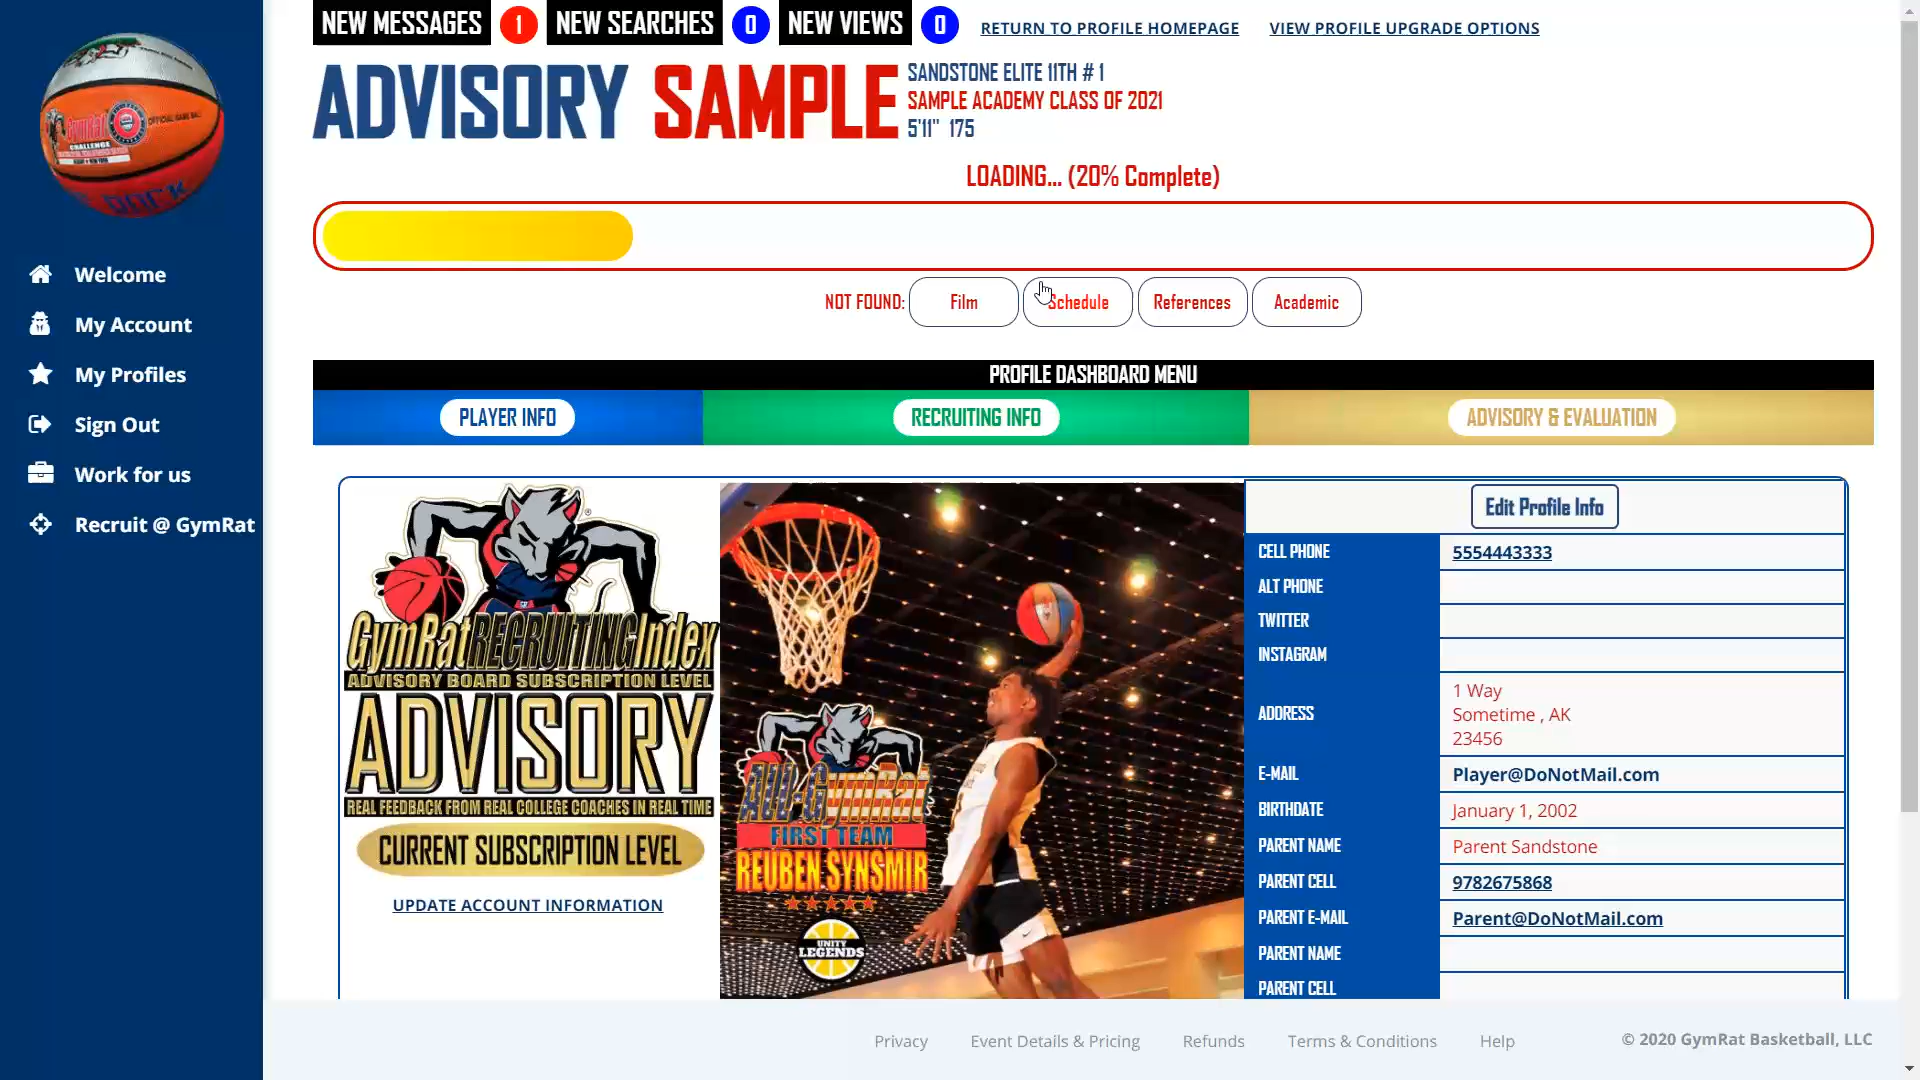 NEW MESSAGES 1 NEW SEARCHES 0 NEW VIEWS 0 RETURN TO PROFILE HOMEPAGE VIEW PROFILE UPGRADE OPTIONS
ADVISORY SAMPLE
SANDSTONE ELITE 11TH # 1
SAMPLE ACADEMY CLASS OF 2021
5'11" 175
LOADING... (20% Complete)
NOT FOUND: Film Schedule References Academic
Welcome
My Account
My Profiles
Sign Out
Work for us
Recruit @ GymRat
PROFILE DASHBOARD MENU
PLAYER INFO RECRUITING INFO ADVISORY & EVALUATION
GymRat RECRUITING Index
ADVISORY BOARD SUBSCRIPTION LEVEL
ADVISORY
REAL FEEDBACK FROM REAL COLLEGE COACHES IN REAL TIME
CURRENT SUBSCRIPTION LEVEL
UPDATE ACCOUNT INFORMATION
ALL-GymRat
FIRST TEAM
REUBEN SYNSMIR
UNITY
LEGENDS
Edit Profile Info
CELL PHONE 5554443333
ALT PHONE
TWITTER
INSTAGRAM
ADDRESS
1 Way
Sometime , AK
23456
E-MAIL Player@DoNotMail.com
BIRTHDATE January 1, 2002
PARENT NAME Parent Sandstone
PARENT CELL 9782675868
PARENT E-MAIL Parent@DoNotMail.com
PARENT NAME
PARENT CELL
Privacy Event Details & Pricing Refunds Terms & Conditions Help © 2020 GymRat Basketball, LLC